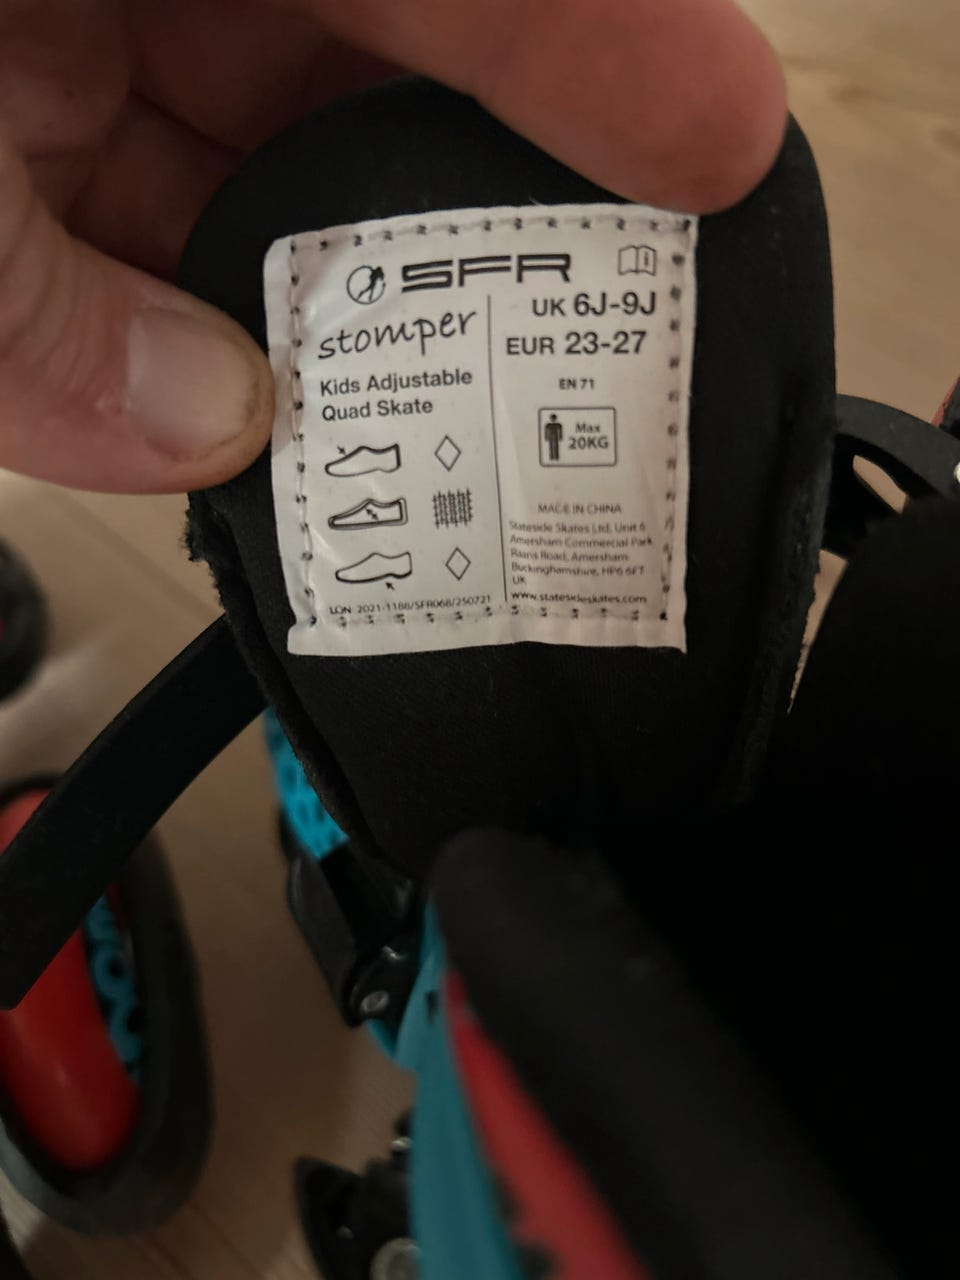 SFR
stomper
Kids Adjustable
Quad Skate
LON: 2021-1188/SFR068/250721
UK 6J-9J
EUR 23-27
EN 71
Max
20KG
MADE IN CHINA
Stateside Skates Ltd, Unit 6
Amersham Commercial Park,
Raans Road, Amersham
Buckinghamshire, HP6 6FT
UK
www.statesideskates.com